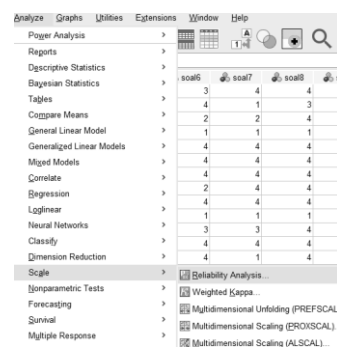 Analyze Graphs Utilities Extensions Window Help
Power Analysis
Reports
Descriptive Statistics
Bayesian Statistics
Tables
Compare Means
General Linear Model
Generalized Linear Models
Mixed Models
Correlate
Regression
Loglinear
Neural Networks
Classify
Dimension Reduction
Scale
Nonparametric Tests
Forecasting
Survival
Multiple Response
soal6 soal7 soal8
3 4 4
4 1 3
2 2 4
1 1 1
4 4 4
4 4 4
4 4 4
2 4 4
4 4 4
1 1 1
3 3 4
4 4 4
4 1 4
Reliability Analysis...
Weighted Kappa...
Multidimensional Unfolding (PREFSCAL
Multidimensional Scaling (PROXSCAL).
Multidimensional Scaling (ALSCAL)...